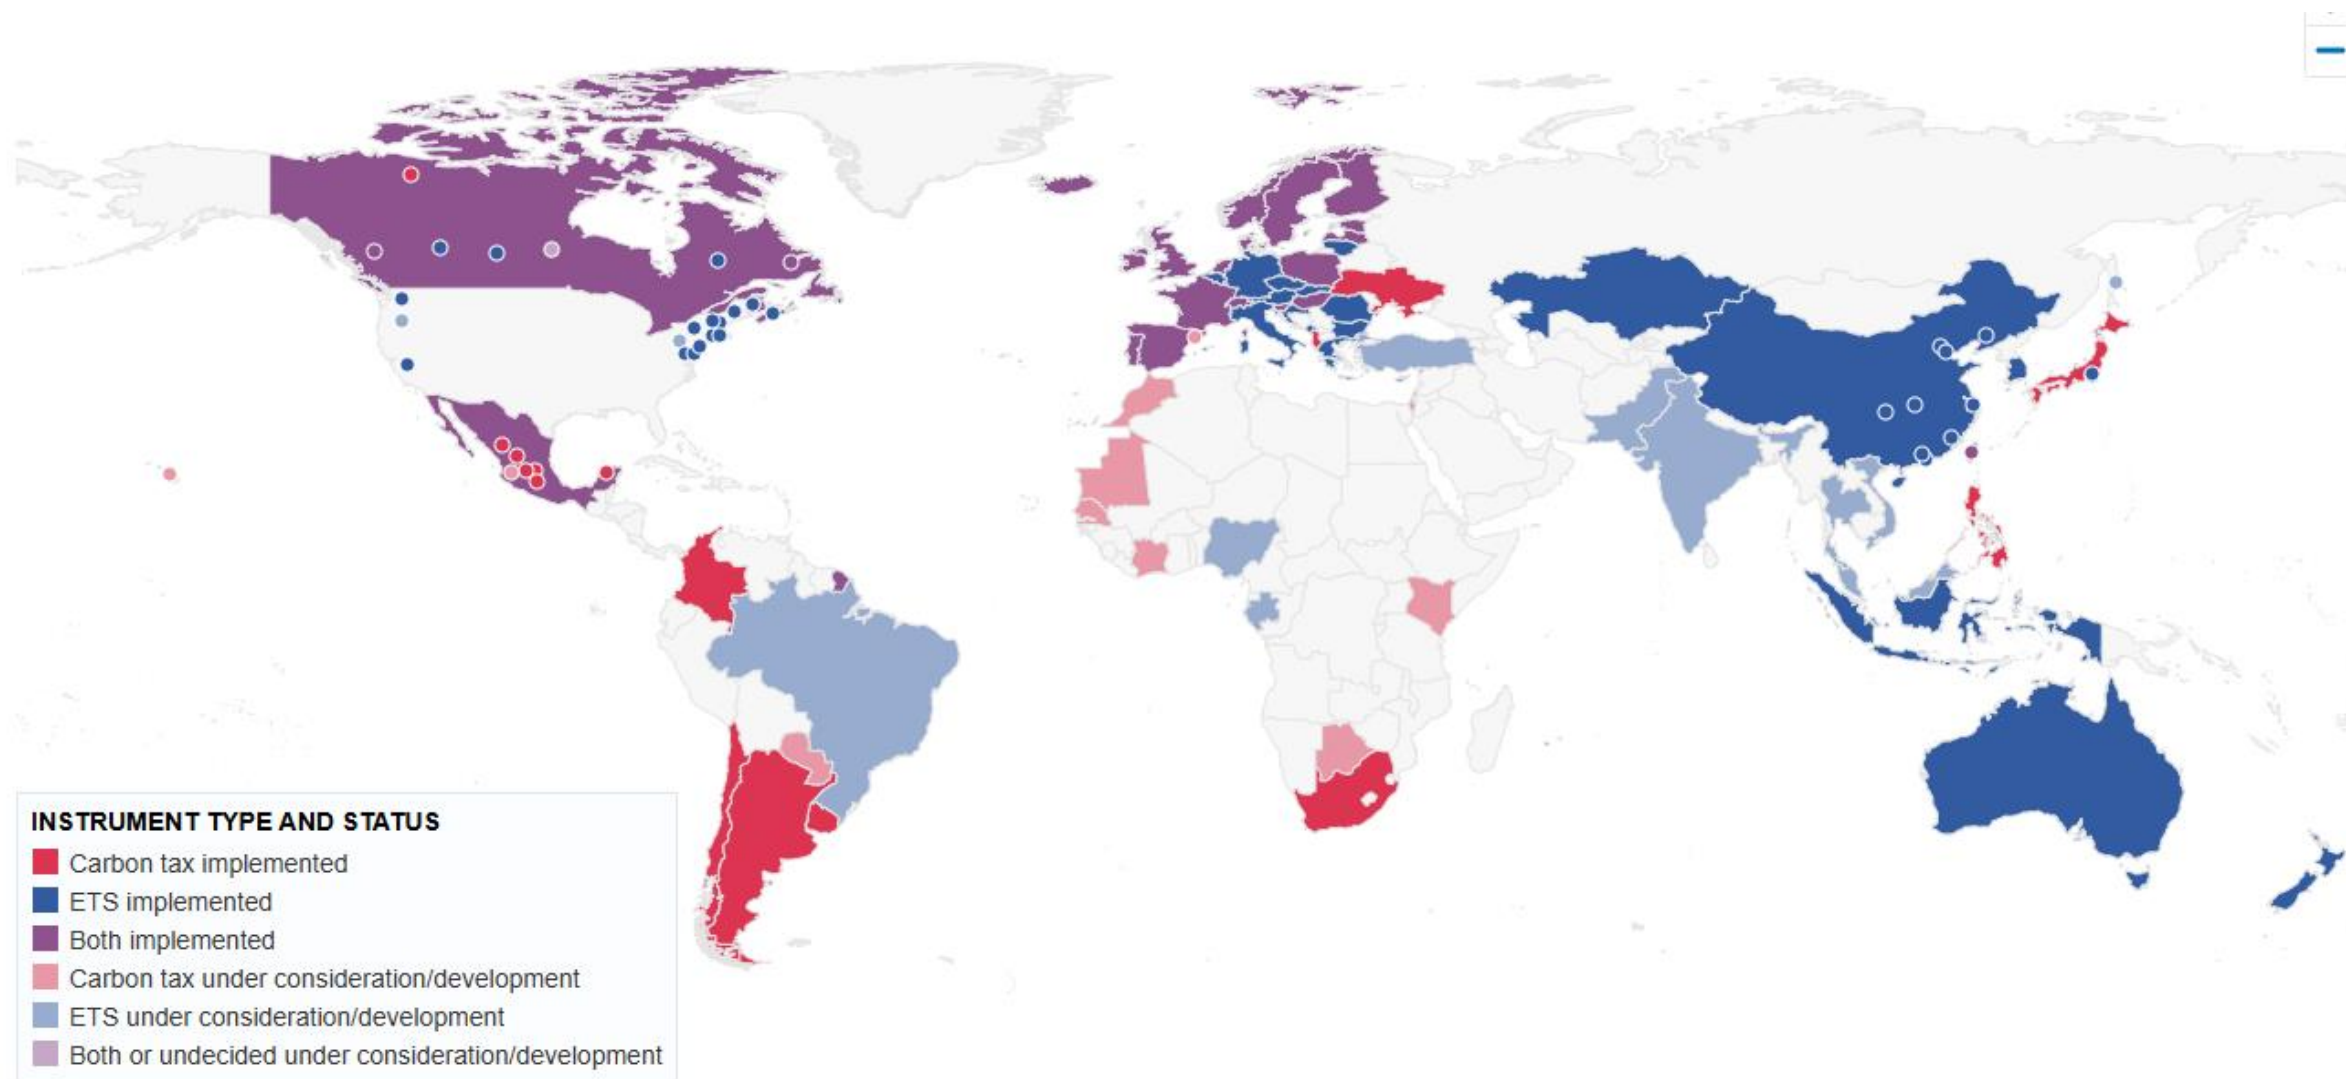 INSTRUMENT TYPE AND STATUS
Carbon tax implemented
ETS implemented
Both implemented
Carbon tax under consideration/development
ETS under consideration/development
Both or undecided under consideration/development